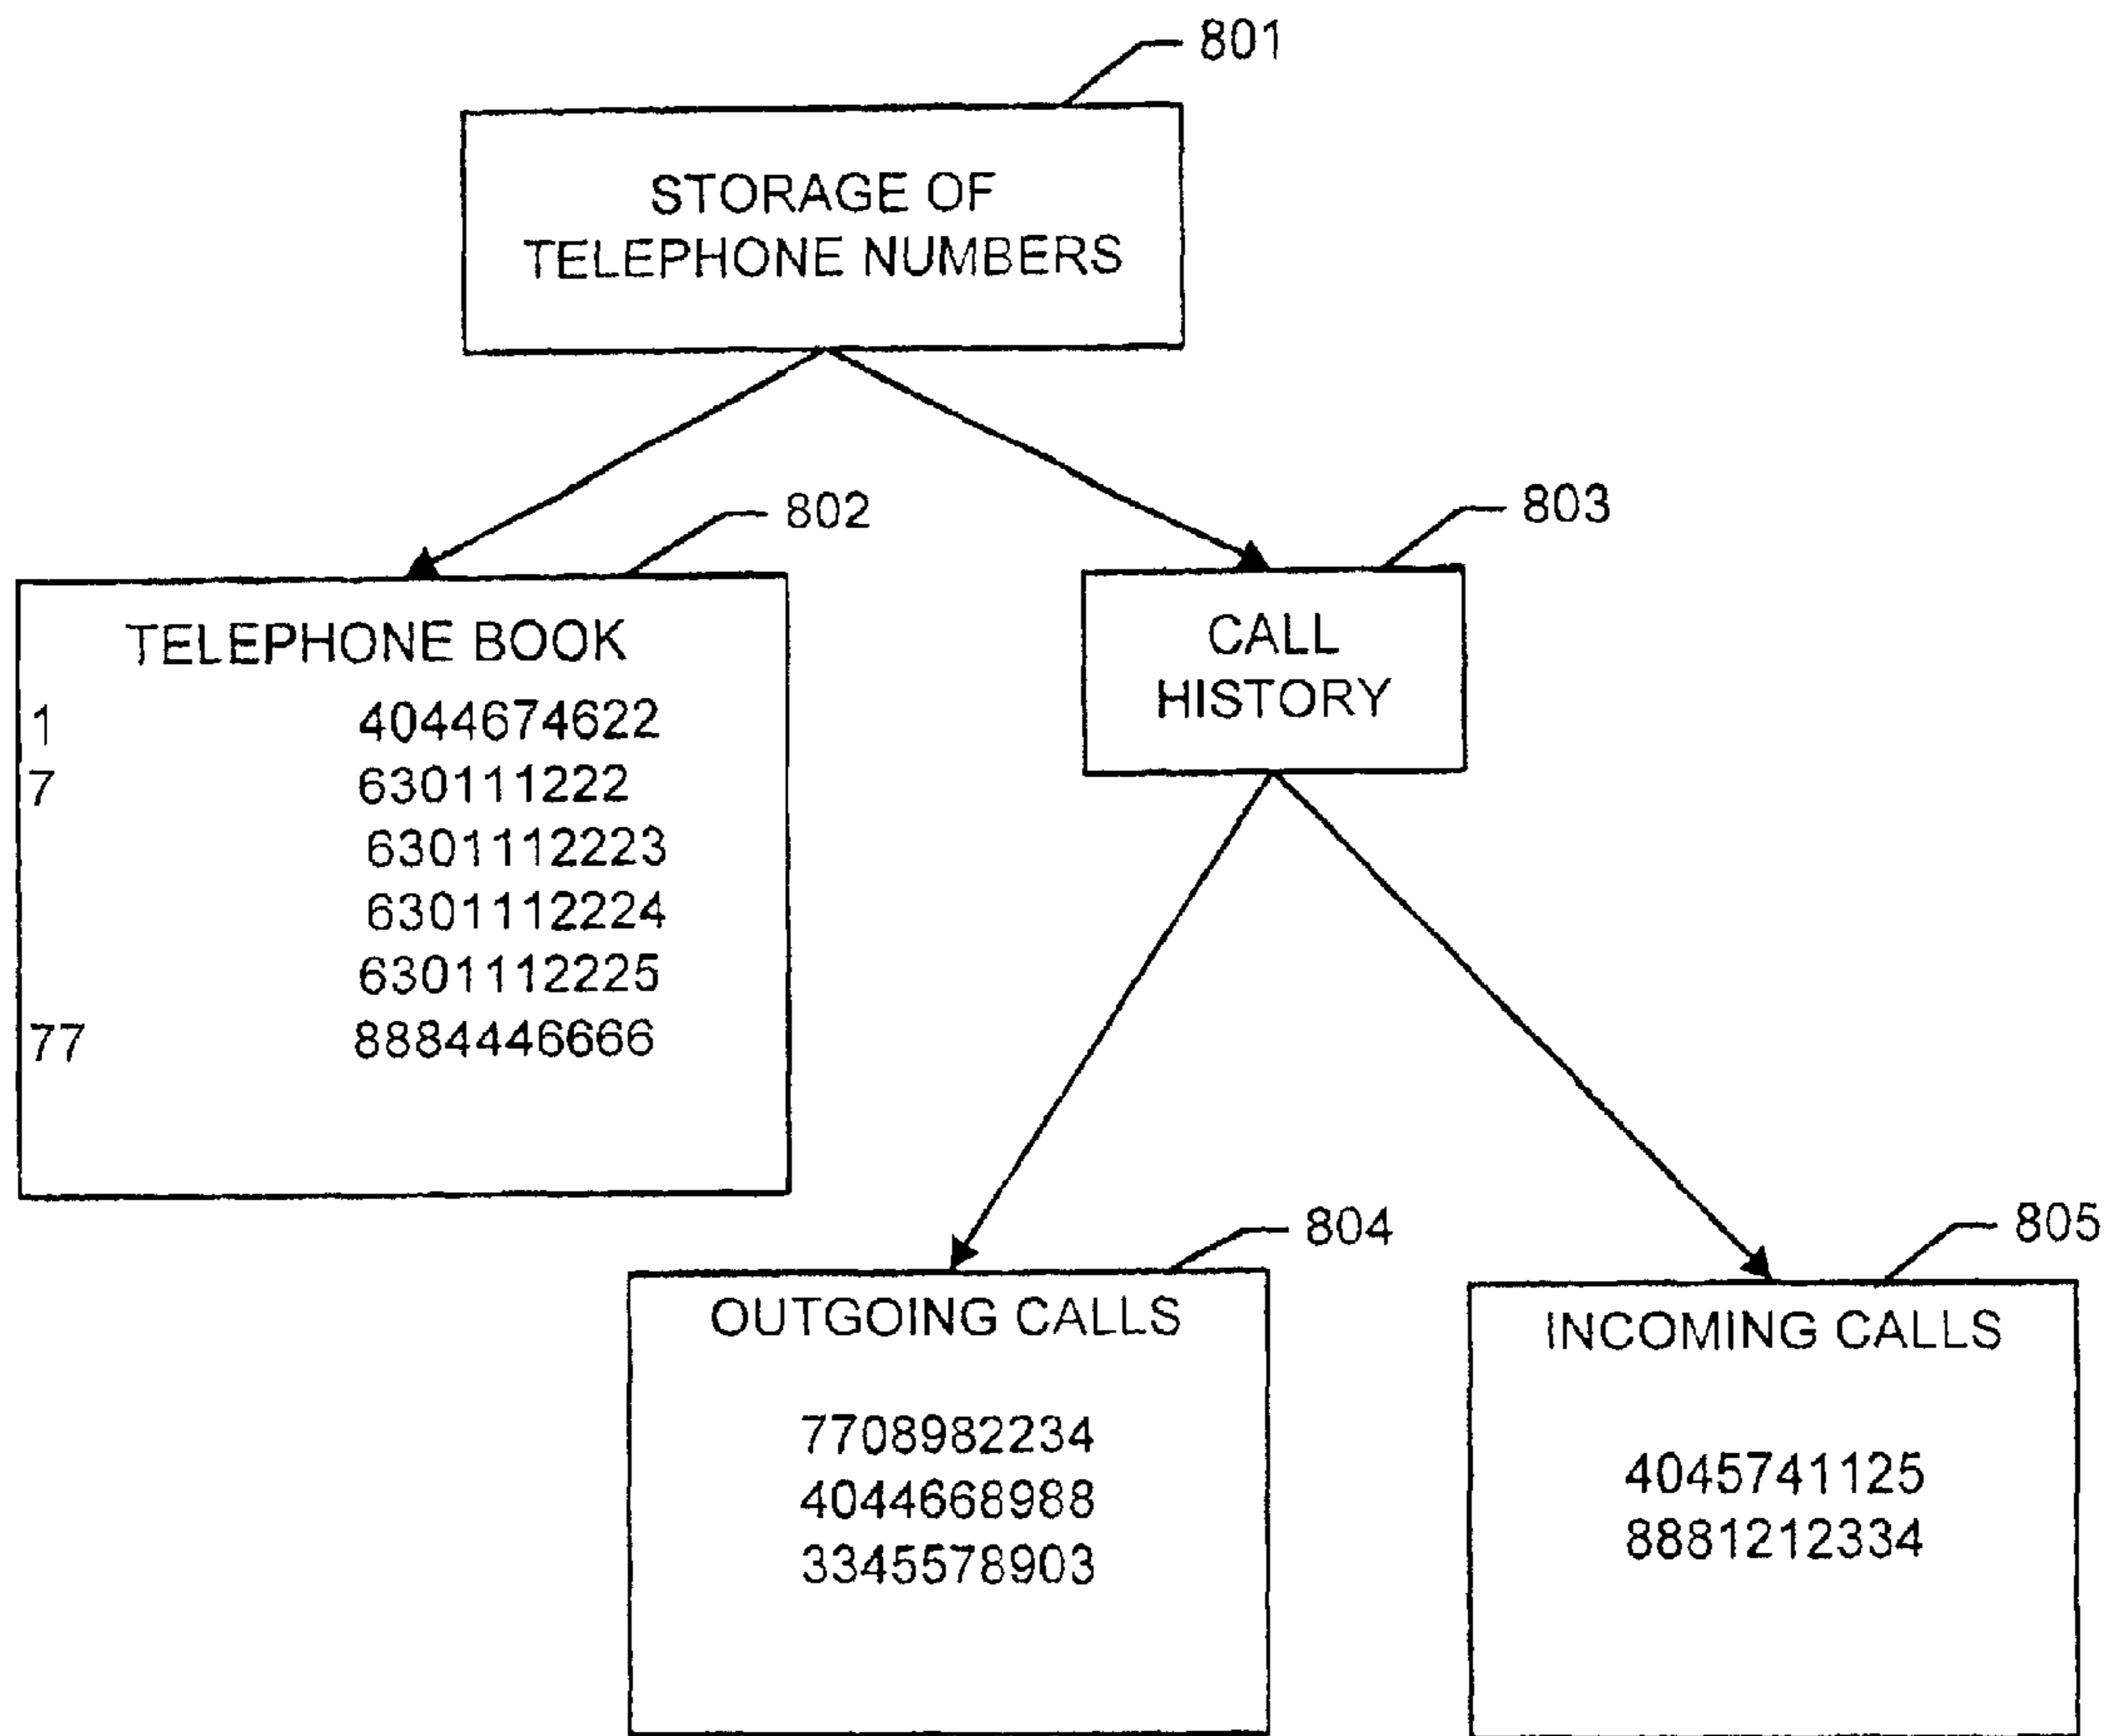 801
STORAGE OF
TELEPHONE NUMBERS
802
803
TELEPHONE BOOK
1 4044674622
7 630111222
6301112223
6301112224
6301112225
77 8884446666
CALL
HISTORY
804
805
OUTGOING CALLS
7708982234
4044668988
3345578903
INCOMING CALLS
4045741125
8881212334